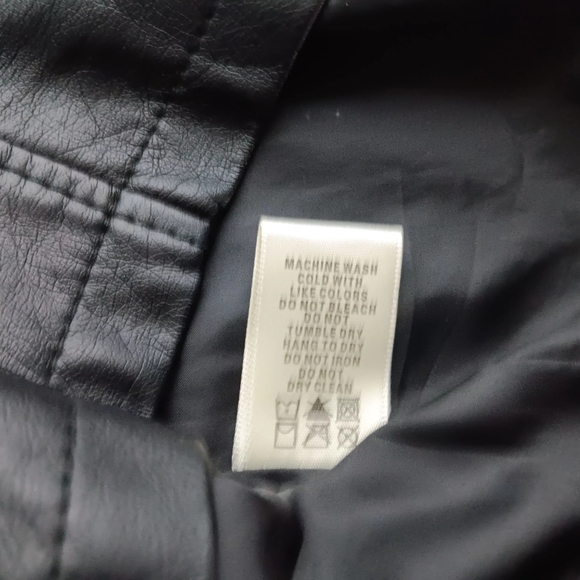 MACHINE WASH
COLD WITH
LIKE COLORS
DO NOT BLEACH
DO NOT
TUMBLE DRY
HANG TO DRY
DO NOT IRON
DO NOT
DRY CLEAN